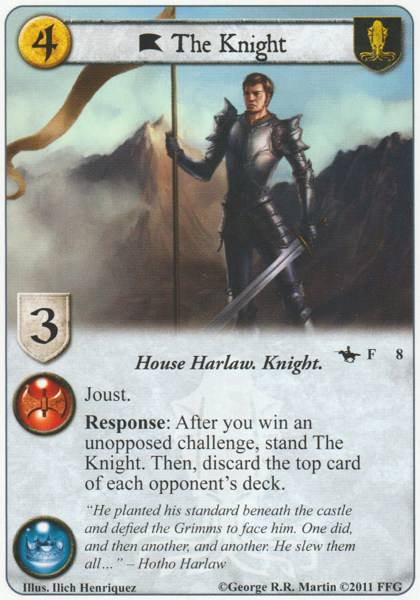 4
The Knight
3
House Harlaw. Knight.
F 8
Joust.
Response: After you win an
unopposed challenge, stand The
Knight. Then, discard the top card
of each opponent's deck.
“He planted his standard beneath the castle
and defied the Grimms to face him. One did,
and then another, and another. He slew them
all…” – Hotho Harlaw
Illus. Ilich Henriquez
©George R.R. Martin ©2011 FFG